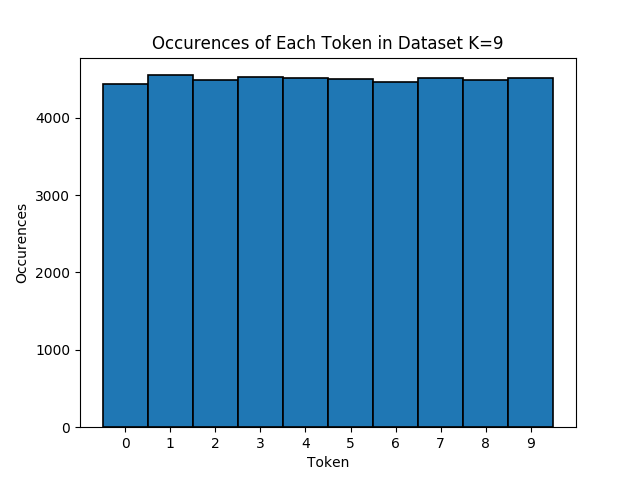 Occurences of Each Token in Dataset K=9
4000
3000
2000
1000
0
Occurences
0 1 2 3 4 5 6 7 8 9
Token